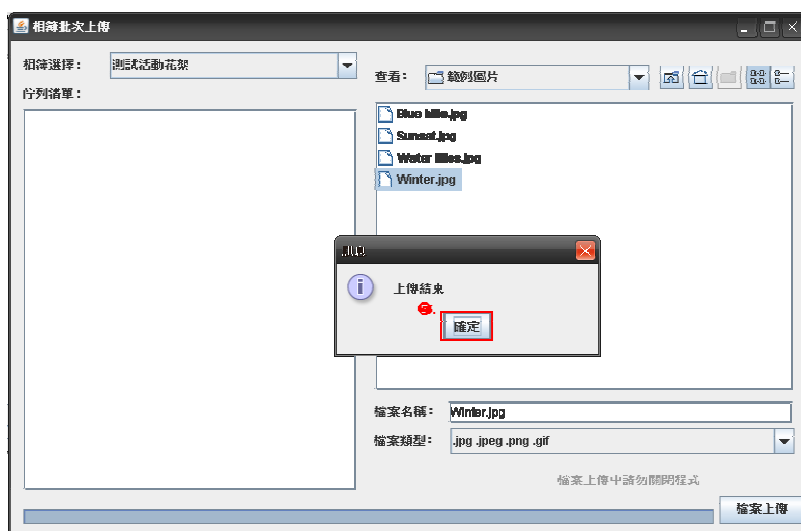 相簿批次上傳
相簿選擇：
測試活動花絮
佇列清單：
查看：
範例圖片
Blue hills.jpg
Sunset.jpg
Water lilies.jpg
Winter.jpg
訊息
上傳結束
5.
確定
檔案名稱：
Winter.jpg
檔案類型：
.jpg .jpeg .png .gif
檔案上傳中請勿關閉程式
檔案上傳